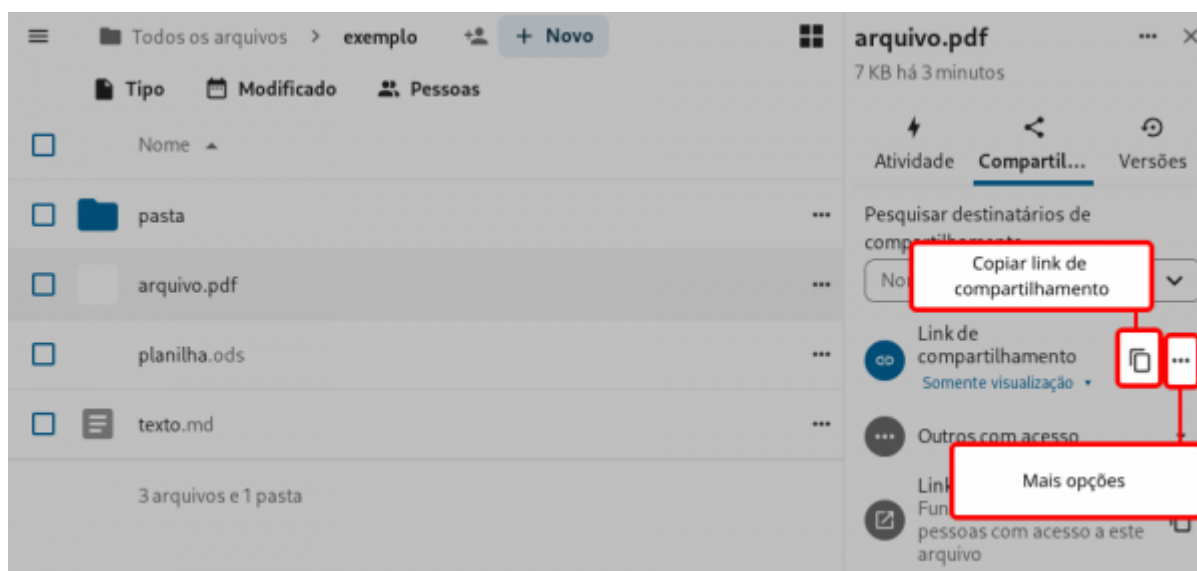 Todos os arquivos > exemplo + Novo
Tipo Modificado Pessoas
Nome
pasta
arquivo.pdf
planilha.ods
texto.md
3 arquivos e 1 pasta
arquivo.pdf
7 KB há 3 minutos
Atividade Compartil... Versões
Pesquisar destinatários de
Copiar link de
compartilhamento
Link de
compartilhamento
Somente visualização
Outros com acesso
Mais opções
Link
pessoas com acesso a este
arquivo